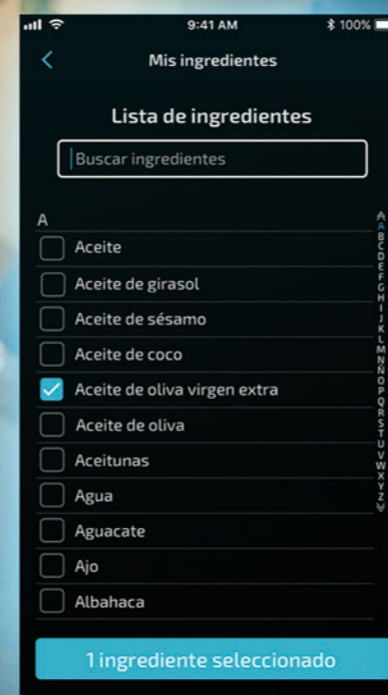 9:41 AM
100%
Mis ingredientes
Lista de ingredientes
Buscar ingredientes
A
Aceite
Aceite de girasol
Aceite de sésamo
Aceite de coco
Aceite de oliva virgen extra
Aceite de oliva
Aceitunas
Agua
Aguacate
Ajo
Albahaca
A
B
C
D
E
F
G
H
I
J
K
L
M
N
Ñ
O
P
Q
R
S
T
U
V
W
X
Y
Z
1 ingrediente seleccionado